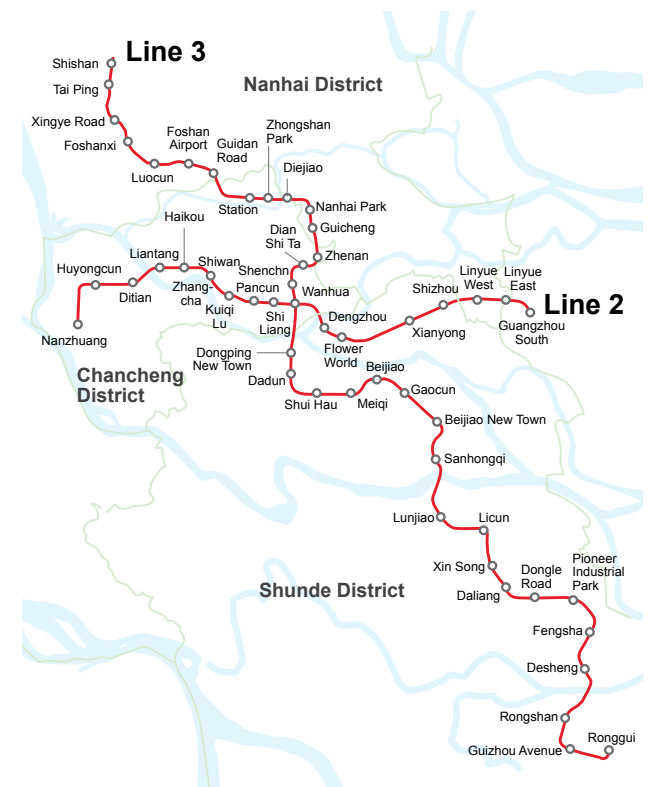 Line 3
Shishan
Nanhai District
Tai Ping
Xingye Road
Foshanxi
Foshan
Airport
Guidan
Road
Zhongshan
Park
Luocun
Diejiao
Station
Nanhai Park
Guicheng
Haikou
Dian
Shi Ta
Zhenan
Liantang
Shiwan
Shenchn
Huyongcun
Ditian
Zhang-
cha
Pancun
Wanhua
Kuiqi
Lu
Shi
Liang
Dengzhou
Shizhou
Linyue
West
Linyue
East
Line 2
Guangzhou
South
Nanzhuang
Xianyong
Flower
World
Dongping
New Town
Chancheng
District
Dadun
Beijiao
Shui Hau
Meiqi
Gaocun
Beijiao New Town
Sanhongqi
Lunjiao
Licun
Xin Song
Daliang
Dongle
Road
Pioneer
Industrial
Park
Shunde District
Fengsha
Desheng
Rongshan
Guizhou Avenue
Ronggui